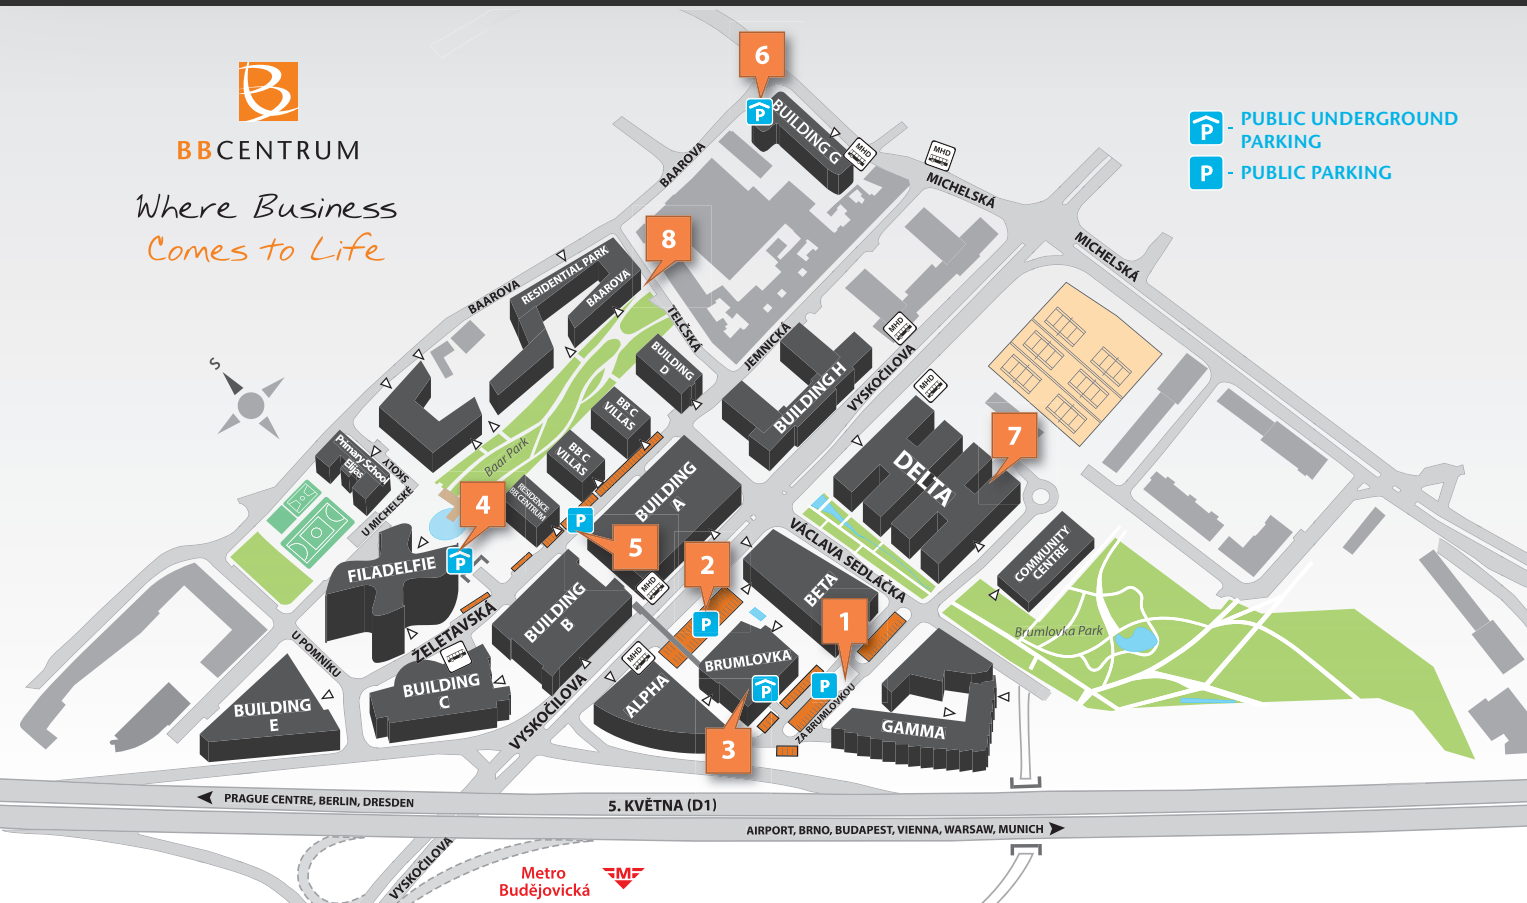 6
BUILDING G
MHD
MHD
PUBLIC UNDERGROUND
PARKING
P -
P - PUBLIC PARKING
BBCENTRUM
Where Business
Comes to Life
BAAROVA
MICHELSKÁ
MICHELSKÁ
8
RESIDENTIAL PARK
BAAROVA
BAAROVA
TELČSKÁ
JEMNICKÁ
MHD
VYSKOČILOVA
MHD
BUILDING
D
BUILDING H
S
BB C
VILLAS
BB C
VILLAS
Baar Park
Primary School
Elijas
ŠKOLY
U MICHELSKÉ
4
RESIDENCE
BB CENTRUM
P
5
BUILDING
A
DELTA
7
VÁCLAVA SEDLÁČKA
COMMUNITY
CENTRE
FILADELFIE
P
MHD
2
P
BETA
1
BUILDING
B
ŽELETAVSKÁ
U POMNÍKU
BUILDING
E
BUILDING
C
MHD
ALPHA
BRUMLOVKA
P
P
3
ZA BRUMLOVKOU
GAMMA
Brumlovka Park
VYSKOČILOVA
PRAGUE CENTRE, BERLIN, DRESDEN
5. KVĚTNA (D1)
AIRPORT, BRNO, BUDAPEST, VIENNA, WARSAW, MUNICH
VYSKOČILOVA
Metro
Budějovická
M